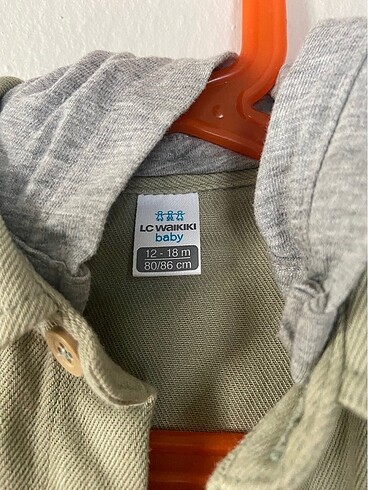 LC WAIKIKI
baby
12 - 18 m
80/86 cm